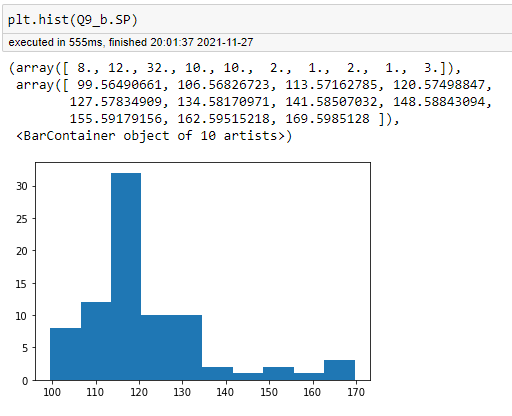 plt.hist(Q9_b.SP)
executed in 555ms, finished 20:01:37 2021-11-27
(array([ 8., 12., 32., 10., 10., 2., 1., 2., 1., 3.]),
array([ 99.56490661, 106.56826723, 113.57162785, 120.57498847,
127.57834909, 134.58170971, 141.58507032, 148.58843094,
155.59179156, 162.59515218, 169.5985128 ]),
<BarContainer object of 10 artists>)
30
25
20
15
10
5
0
100 110 120 130 140 150 160 170